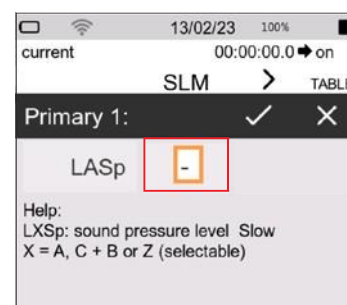 13/02/23 100%
current 00:00:00.0 ➡ on
SLM > TABLE
Primary 1: ✓ ✕
LASp -
Help:
LXSp: sound pressure level Slow
X = A, C + B or Z (selectable)